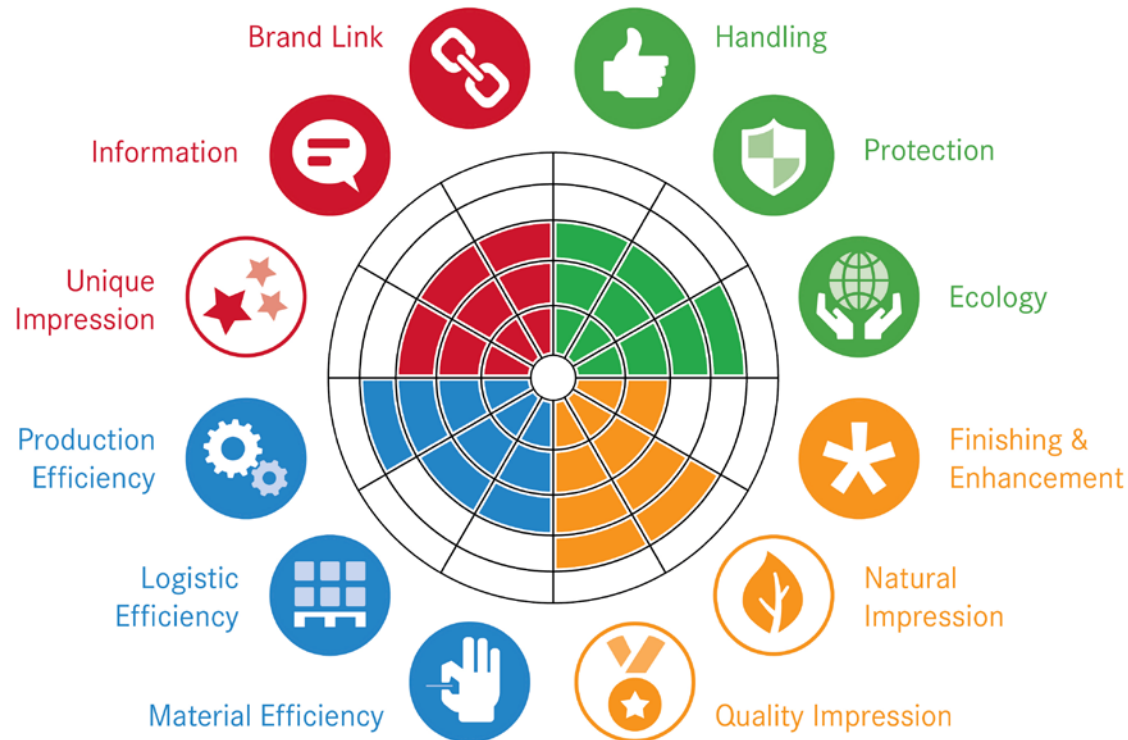 Brand Link
Handling
Information
Protection
Unique
Impression
Ecology
Production
Efficiency
Finishing &
Enhancement
Logistic
Efficiency
Natural
Impression
Material Efficiency
Quality Impression